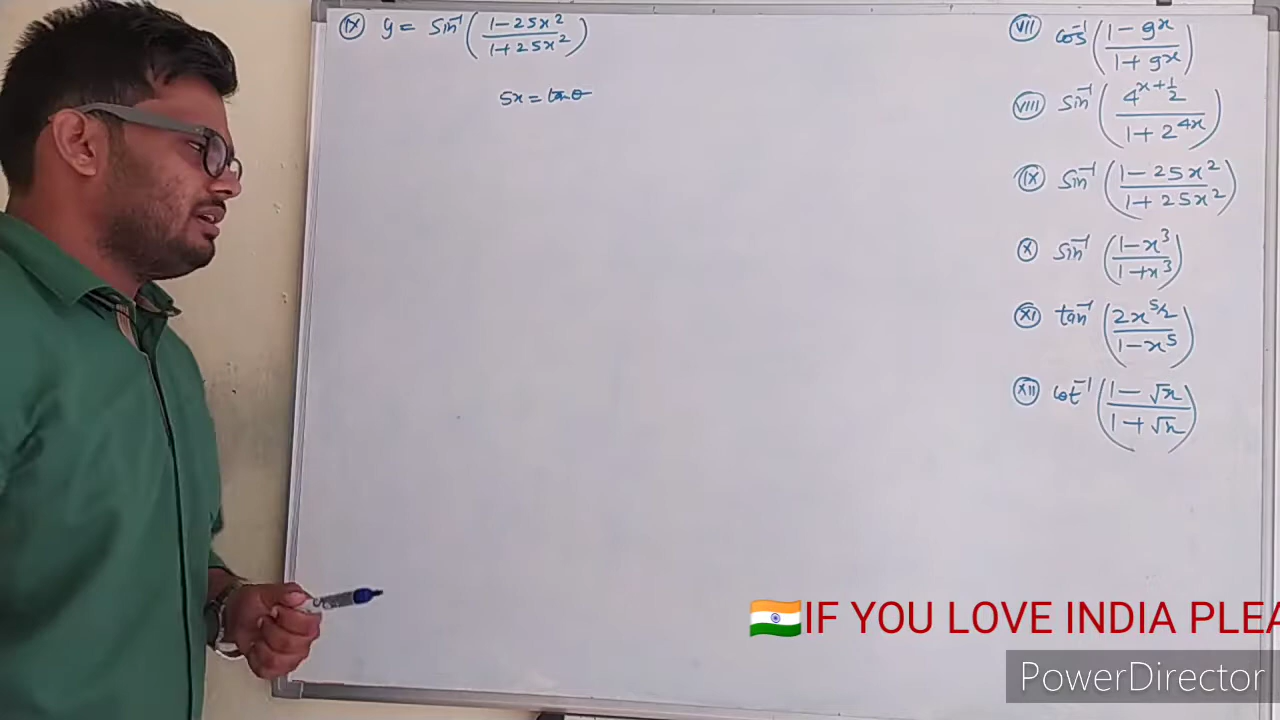 (ix) y = Sin⁻¹((1-25x²)/(1+25x²))
5x = tanθ
(vii) cos⁻¹((1-9ˣ)/(1+9ˣ))
(viii) Sin⁻¹(4^(x+1/2)/(1+2^(4x)))
(ix) Sin⁻¹((1-25x²)/(1+25x²))
(x) Sin⁻¹((1-x³)/(1+x³))
(xi) tan⁻¹(2x^(5/2)/(1-x⁵))
(xii) cot⁻¹((1-√x)/(1+√x))
🇮🇳IF YOU LOVE INDIA PLEA
PowerDirector